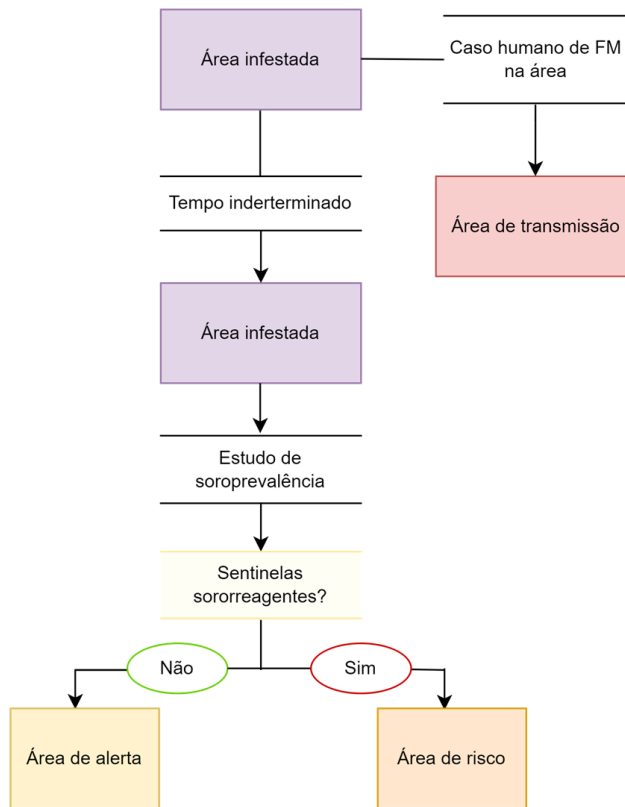 Área infestada
Caso humano de FM
na área
Tempo inderterminado
Área de transmissão
Área infestada
Estudo de
soroprevalência
Sentinelas
sororreagentes?
Não
Sim
Área de alerta
Área de risco